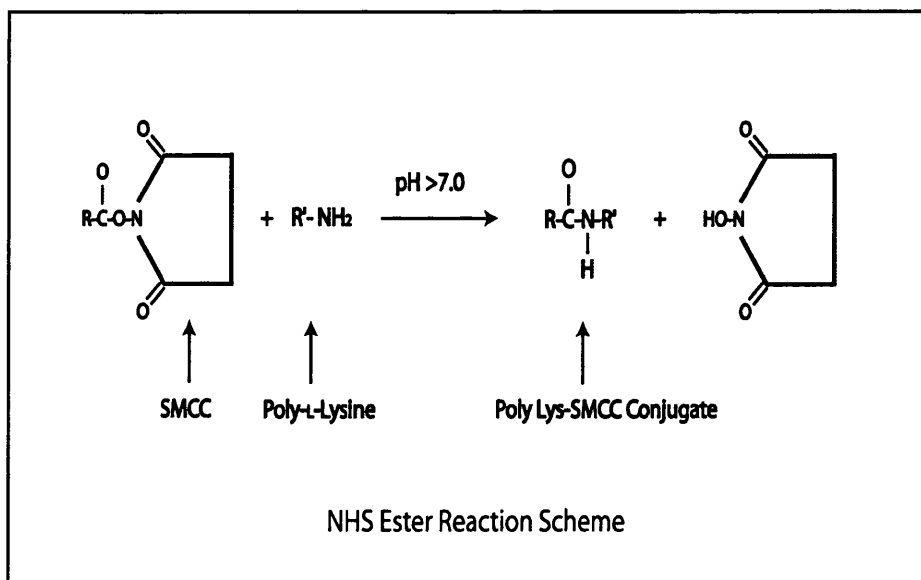 O
O
R-C-O-N
O
+ R'- NH₂
pH >7.0
O
R-C-N-R'
H
+
O
HO-N
O
SMCC
Poly-L-Lysine
Poly Lys-SMCC Conjugate
NHS Ester Reaction Scheme